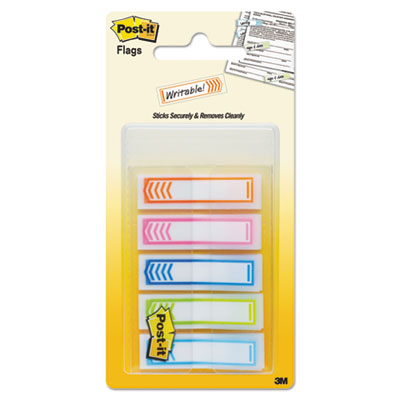 Post-it
Flags
Writable!
Sticks Securely & Removes Cleanly
Post-it
3M